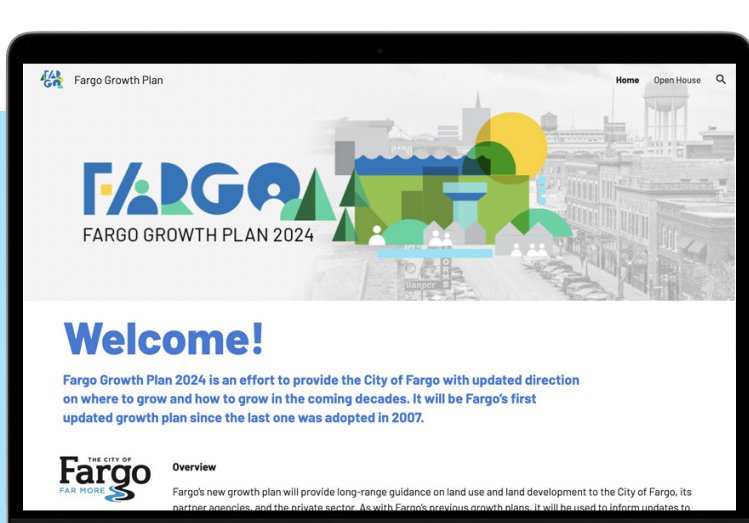 FAR
GO
Fargo Growth Plan
Home
Open House
FARGO
FARGO GROWTH PLAN 2024
Welcome!
Fargo Growth Plan 2024 is an effort to provide the City of Fargo with updated direction
on where to grow and how to grow in the coming decades. It will be Fargo's first
updated growth plan since the last one was adopted in 2007.
THE CITY OF
Fargo
FAR MORE
Overview
Fargo's new growth plan will provide long-range guidance on land use and land development to the City of Fargo, its
partner agencies, and the private sector. As with Fargo's previous growth plans, it will be used to inform updates to